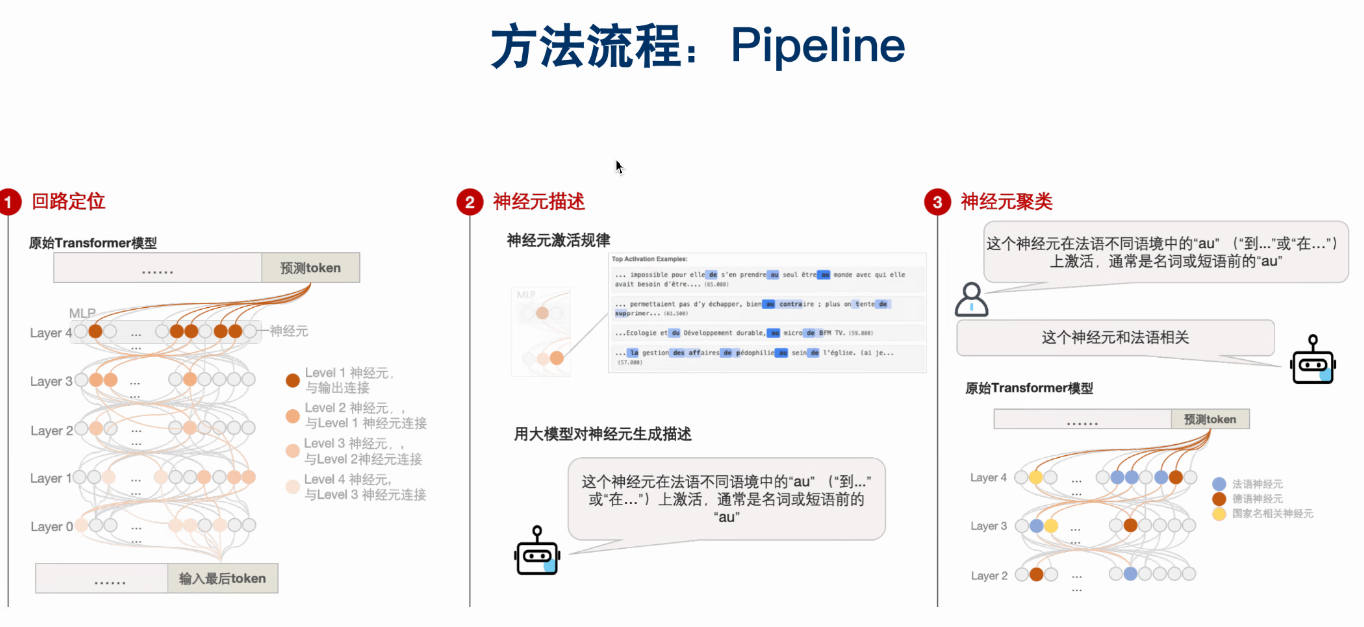 方法流程：Pipeline
1 回路定位
原始Transformer模型
......
预测token
MLP
Layer 4
神经元
...
Layer 3
...
...
Layer 2
...
...
Layer 1
...
...
Layer 0
...
...
Level 1 神经元，
与输出连接
Level 2 神经元，,
与Level 1 神经元连接
Level 3 神经元，,
与Level 2神经元连接
Level 4 神经元,
与Level 3 神经元连接
......
输入最后token
2 神经元描述
神经元激活规律
MLP
Top Activation Examples:
... impossible pour elle de s'en prendre au seul être au monde avec qui elle
avait besoin d'être.... (65.000)
... permettaient pas d'y échapper, bien au contraire ; plus on tente de
supprimer... (61.500)
...Ecologie et du Développement durable, au micro de BFM TV. (59.000)
... la gestion des affaires de pédophilie au sein de l'église. (ai je...
(57.000)
用大模型对神经元生成描述
这个神经元在法语不同语境中的“au” （“到...”
或“在...”）上激活，通常是名词或短语前的
“au”
3 神经元聚类
这个神经元在法语不同语境中的“au” （“到...”或“在...”）
上激活，通常是名词或短语前的“au”
这个神经元和法语相关
原始Transformer模型
......
预测token
Layer 4
...
...
Layer 3
...
...
Layer 2
...
...
法语神经元
德语神经元
国家名相关神经元